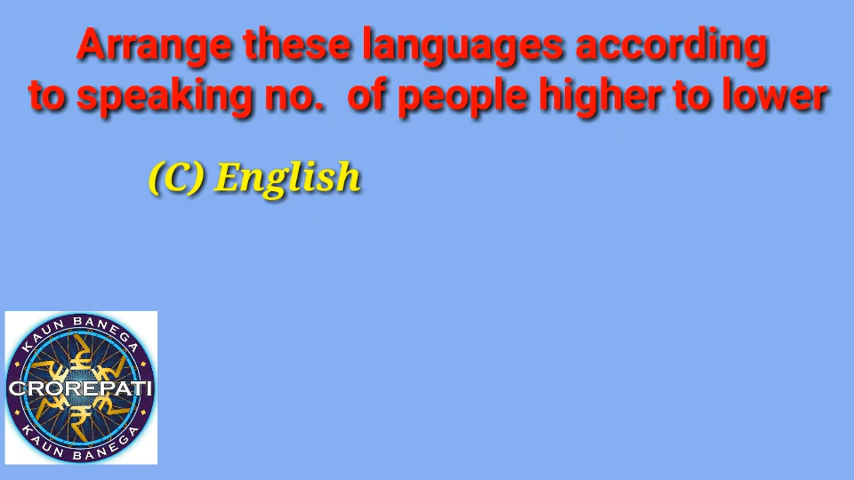 Arrange these languages according
to speaking no. of people higher to lower
(C) English
KAUN BANEGA
CROREPATI
KAUN BANEGA